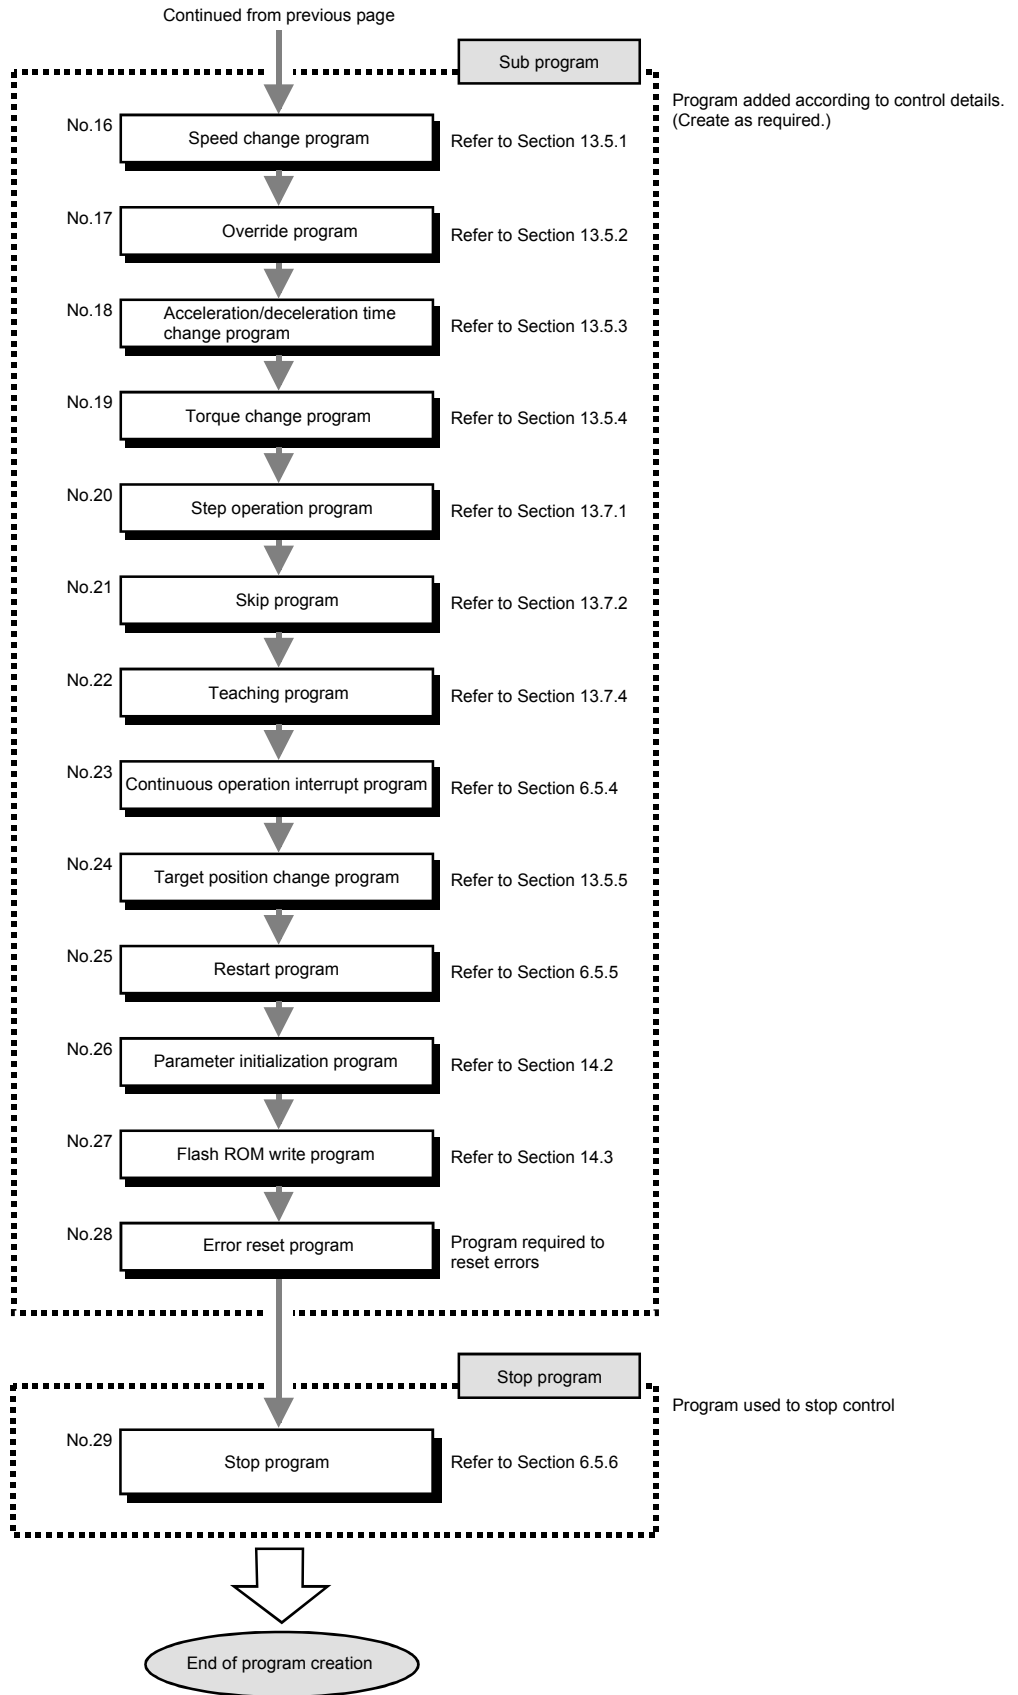 Continued from previous page
Sub program
Program added according to control details.
(Create as required.)
No.16
Speed change program
Refer to Section 13.5.1
No.17
Override program
Refer to Section 13.5.2
No.18
Acceleration/deceleration time
change program
Refer to Section 13.5.3
No.19
Torque change program
Refer to Section 13.5.4
No.20
Step operation program
Refer to Section 13.7.1
No.21
Skip program
Refer to Section 13.7.2
No.22
Teaching program
Refer to Section 13.7.4
No.23
Continuous operation interrupt program
Refer to Section 6.5.4
No.24
Target position change program
Refer to Section 13.5.5
No.25
Restart program
Refer to Section 6.5.5
No.26
Parameter initialization program
Refer to Section 14.2
No.27
Flash ROM write program
Refer to Section 14.3
No.28
Error reset program
Program required to
reset errors
Stop program
Program used to stop control
No.29
Stop program
Refer to Section 6.5.6
End of program creation